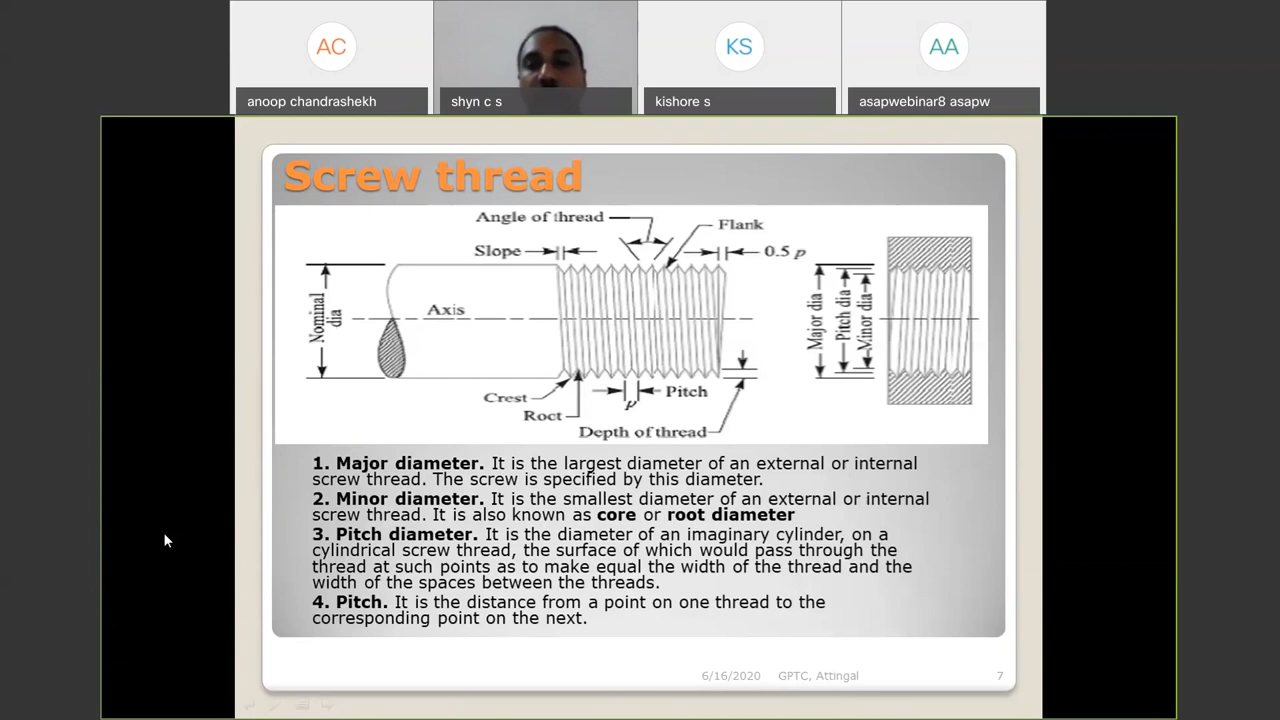 AC
KS
AA
anoop chandrashekh
shyn c s
kishore s
asapwebinar8 asapw
Screw thread
Angle of thread
Flank
Slope
0.5 p
Nominal
dia
Axis
Major dia
Pitch dia
Minor dia
Crest
Pitch
p
Roct
Depth of thread
1. Major diameter. It is the largest diameter of an external or internal
screw thread. The screw is specified by this diameter.
2. Minor diameter. It is the smallest diameter of an external or internal
screw thread. It is also known as core or root diameter
3. Pitch diameter. It is the diameter of an imaginary cylinder, on a
cylindrical screw thread, the surface of which would pass through the
thread at such points as to make equal the width of the thread and the
width of the spaces between the threads.
4. Pitch. It is the distance from a point on one thread to the
corresponding point on the next.
6/16/2020 GPTC, Attingal 7